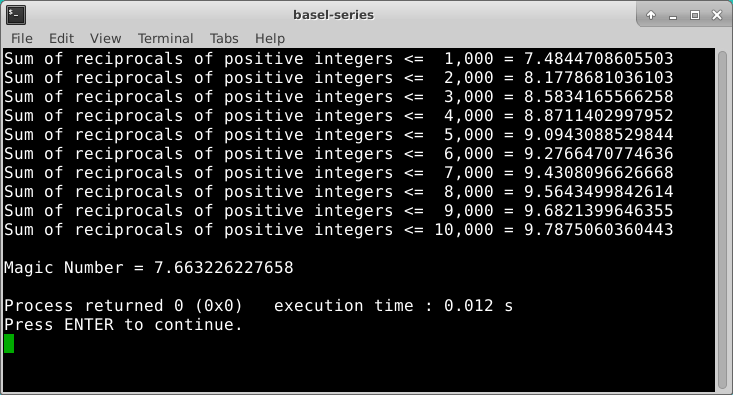 basel-series
File Edit View Terminal Tabs Help
Sum of reciprocals of positive integers <=  1,000 = 7.4844708605503
Sum of reciprocals of positive integers <=  2,000 = 8.1778681036103
Sum of reciprocals of positive integers <=  3,000 = 8.5834165566258
Sum of reciprocals of positive integers <=  4,000 = 8.8711402997952
Sum of reciprocals of positive integers <=  5,000 = 9.0943088529844
Sum of reciprocals of positive integers <=  6,000 = 9.2766470774636
Sum of reciprocals of positive integers <=  7,000 = 9.4308096626668
Sum of reciprocals of positive integers <=  8,000 = 9.5643499842614
Sum of reciprocals of positive integers <=  9,000 = 9.6821399646355
Sum of reciprocals of positive integers <= 10,000 = 9.7875060360443
Magic Number = 7.663226227658
Process returned 0 (0x0)   execution time : 0.012 s
Press ENTER to continue.